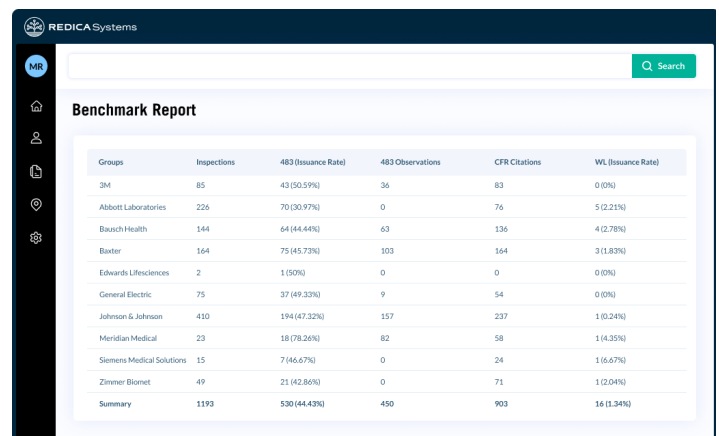 REDICA Systems
MR
Search
Benchmark Report
Groups Inspections 483 (Issuance Rate) 483 Observations CFR Citations WL (Issuance Rate)
3M 85 43 (50.59%) 36 83 0 (0%)
Abbott Laboratories 226 70 (30.97%) 0 76 5 (2.21%)
Bausch Health 144 64 (44.44%) 63 136 4 (2.78%)
Baxter 164 75 (45.73%) 103 164 3 (1.83%)
Edwards Lifesciences 2 1 (50%) 0 0 0 (0%)
General Electric 75 37 (49.33%) 9 54 0 (0%)
Johnson & Johnson 410 194 (47.32%) 157 237 1 (0.24%)
Meridian Medical 23 18 (78.26%) 82 58 1 (4.35%)
Siemens Medical Solutions 15 7 (46.67%) 0 24 1 (6.67%)
Zimmer Biomet 49 21 (42.86%) 0 71 1 (2.04%)
Summary 1193 530 (44.43%) 450 903 16 (1.34%)